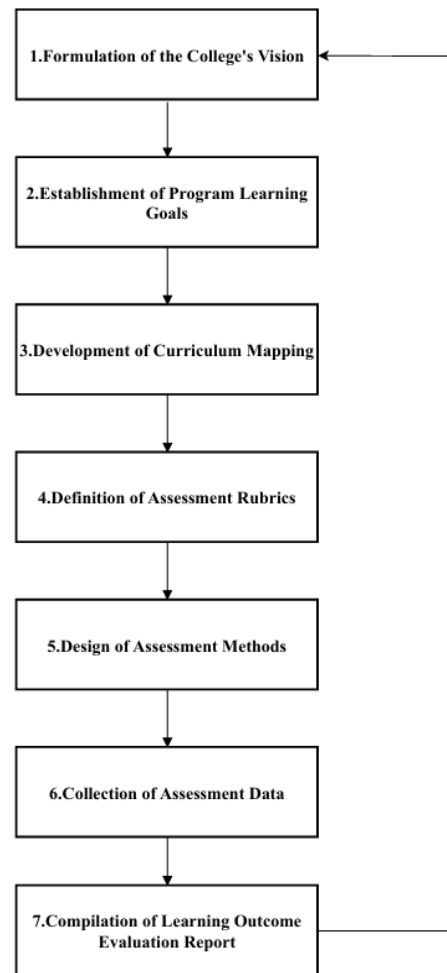 1.Formulation of the College's Vision
2.Establishment of Program Learning
Goals
3.Development of Curriculum Mapping
4.Definition of Assessment Rubrics
5.Design of Assessment Methods
6.Collection of Assessment Data
7.Compilation of Learning Outcome
Evaluation Report